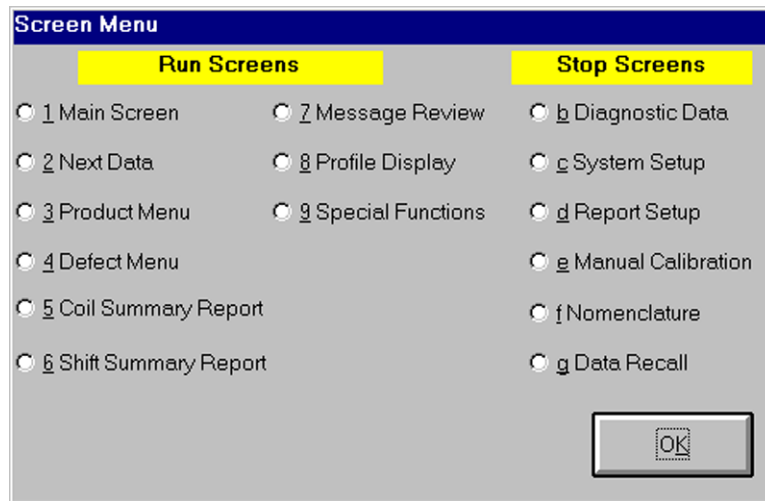 Screen Menu
Run Screens
1 Main Screen
2 Next Data
3 Product Menu
4 Defect Menu
5 Coil Summary Report
6 Shift Summary Report
7 Message Review
8 Profile Display
9 Special Functions
Stop Screens
b Diagnostic Data
c System Setup
d Report Setup
e Manual Calibration
f Nomenclature
g Data Recall
OK